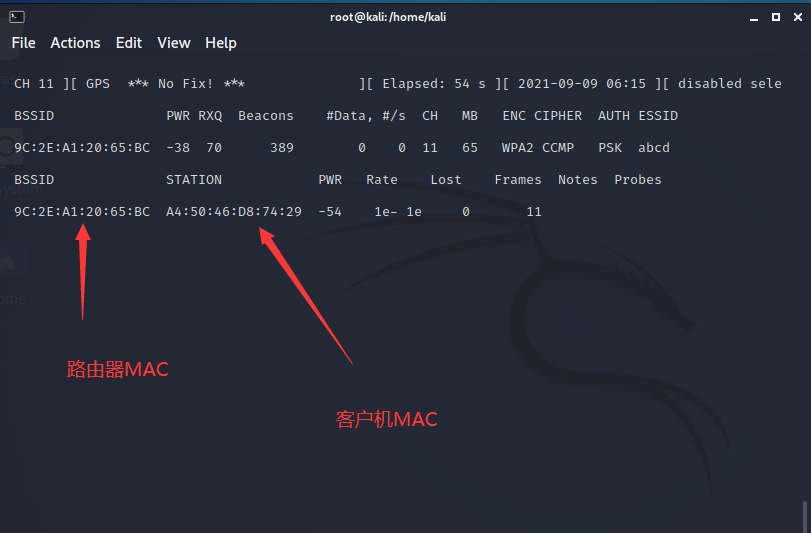 root@kali: /home/kali
File Actions Edit View Help
CH 11 ][ GPS *** No Fix! *** ][ Elapsed: 54 s ][ 2021-09-09 06:15 ][ disabled sele
BSSID PWR RXQ Beacons #Data, #/s CH MB ENC CIPHER AUTH ESSID
9C:2E:A1:20:65:BC -38 70 389 0 0 11 65 WPA2 CCMP PSK abcd
BSSID STATION PWR Rate Lost Frames Notes Probes
9C:2E:A1:20:65:BC A4:50:46:D8:74:29 -54 1e- 1e 0 11
路由器MAC
客户机MAC